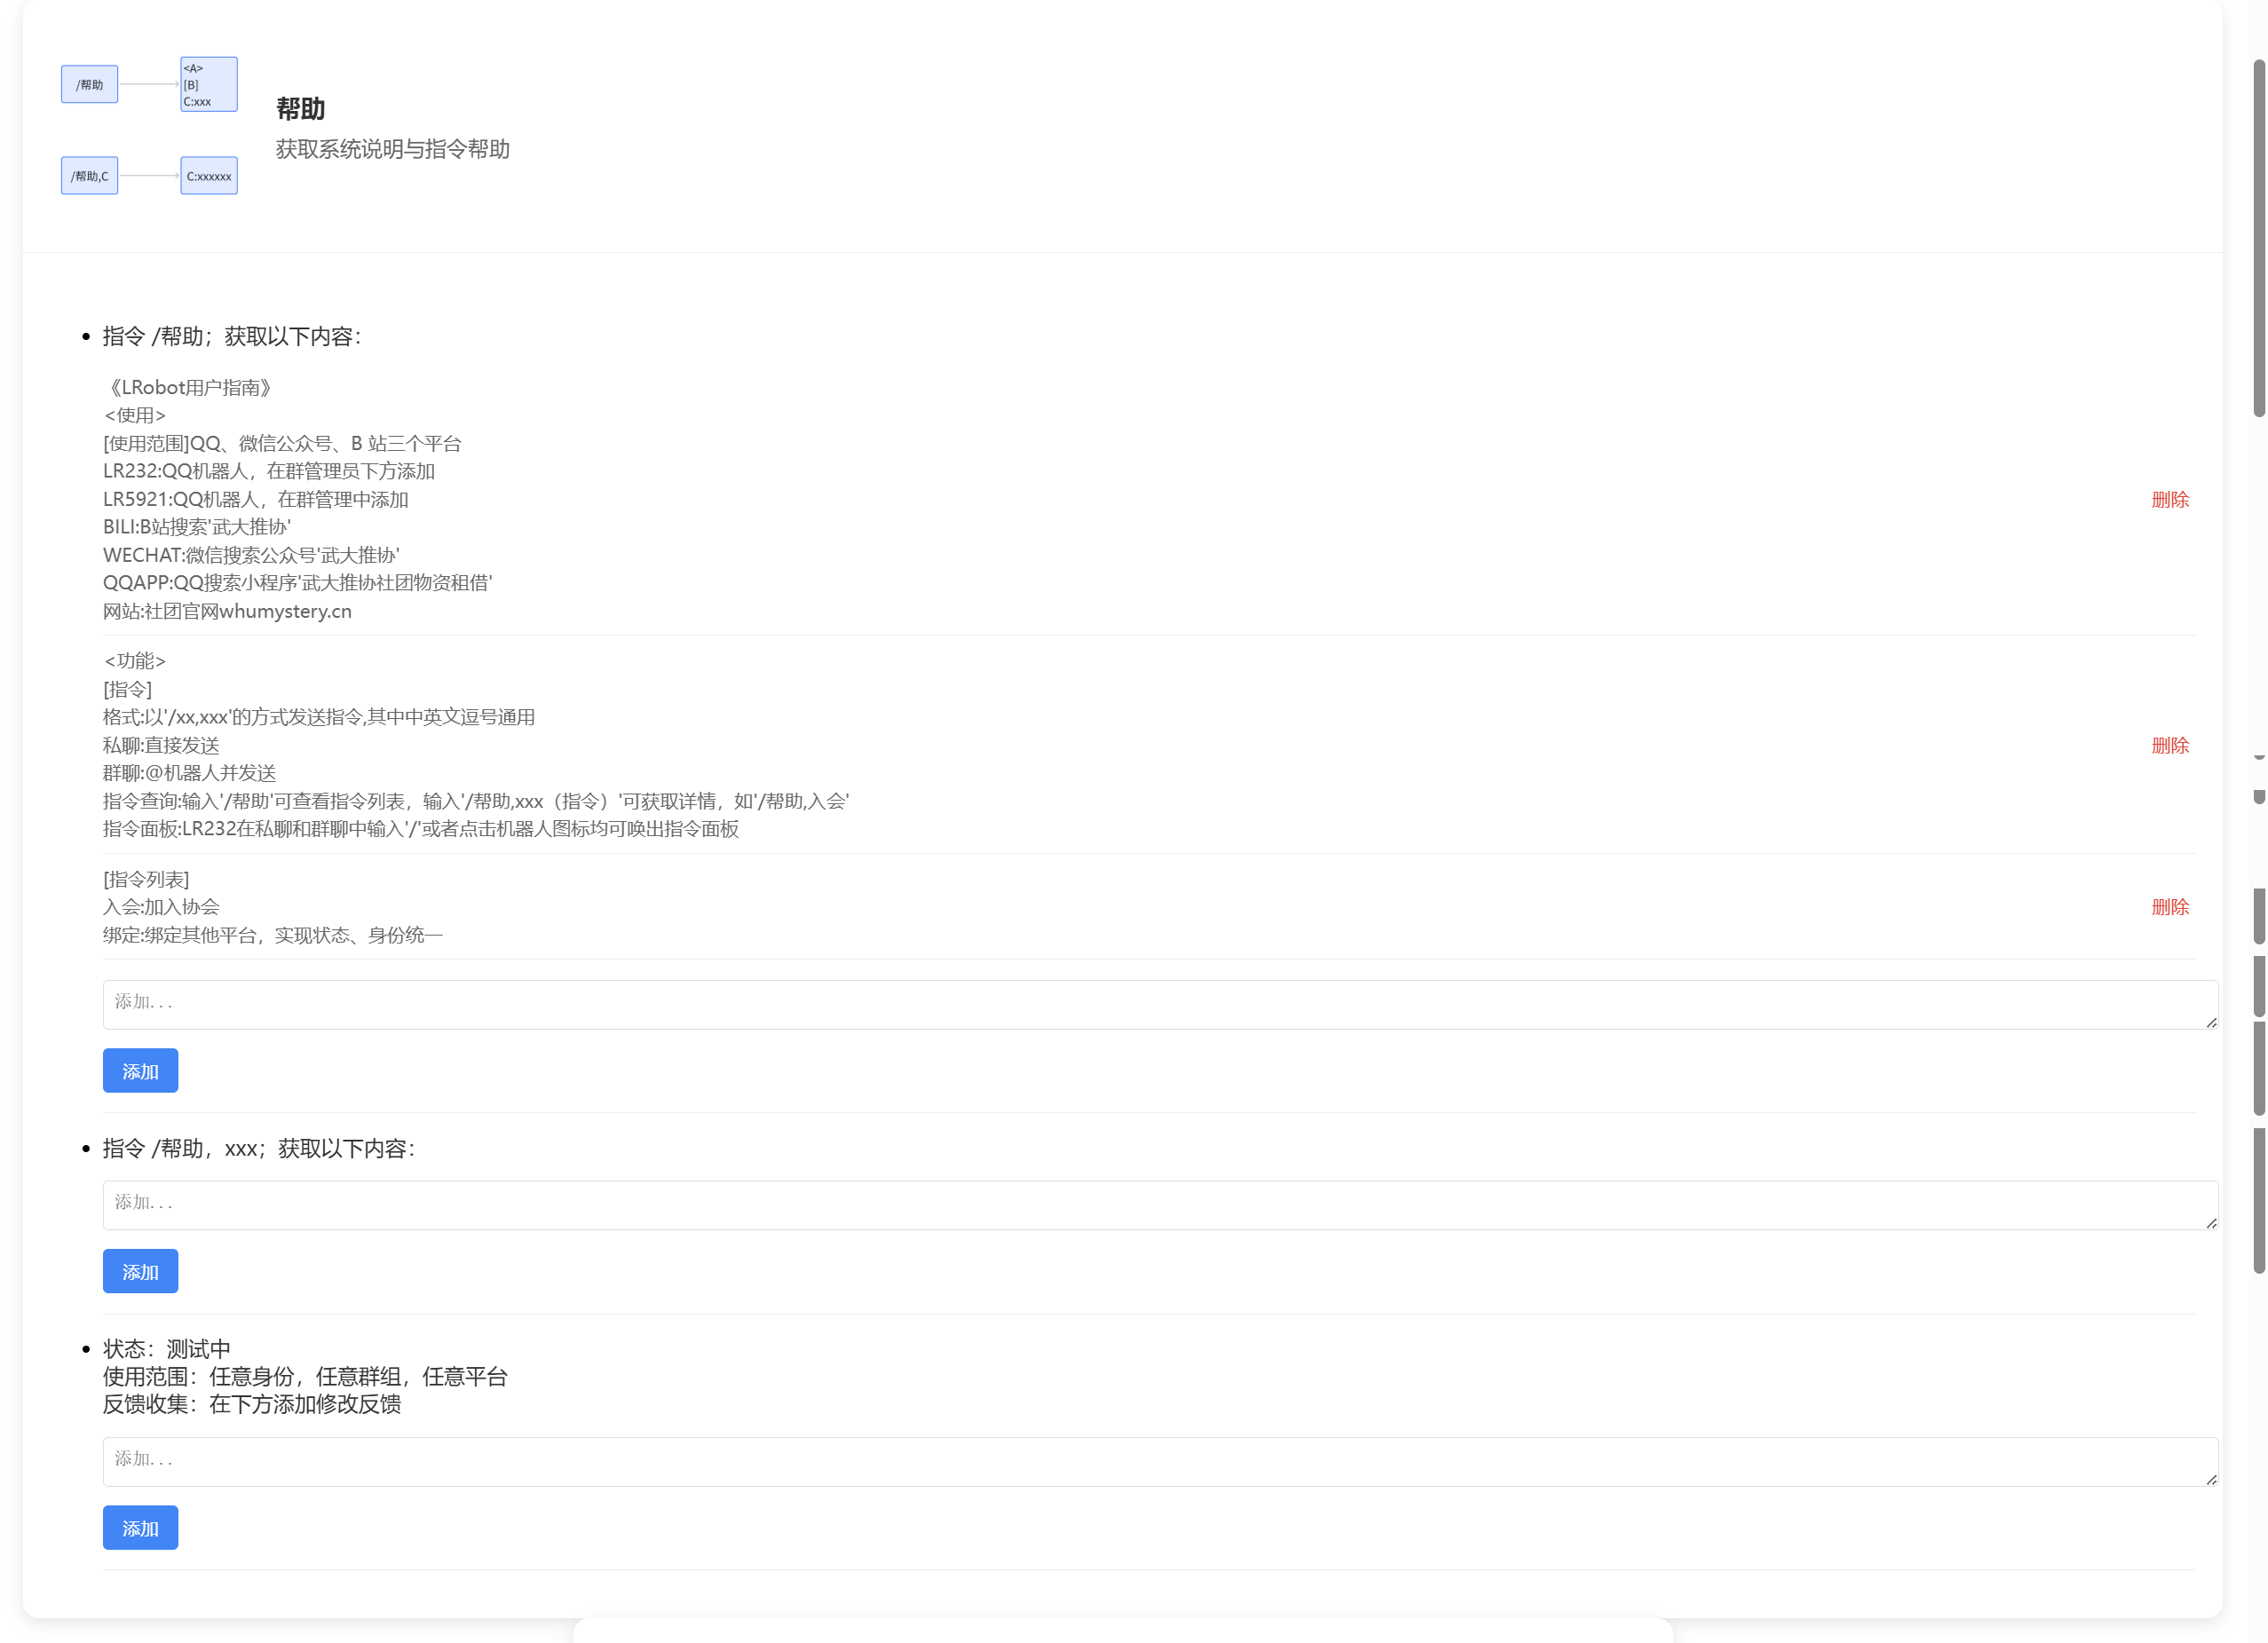 /帮助
<A>
[B]
C:xxx
/帮助,C
C:xxxxxx
帮助
获取系统说明与指令帮助
指令 /帮助；获取以下内容：
《LRobot用户指南》
<使用>
[使用范围]QQ、微信公众号、B 站三个平台
LR232:QQ机器人，在群管理员下方添加
LR5921:QQ机器人，在群管理中添加
BILI:B站搜索'武大推协'
WECHAT:微信搜索公众号'武大推协'
QQAPP:QQ搜索小程序'武大推协社团物资租借'
网站:社团官网whumystery.cn
删除
<功能>
[指令]
格式:以'/xx,xxx'的方式发送指令,其中中英文逗号通用
私聊:直接发送
群聊:@机器人并发送
指令查询:输入'/帮助'可查看指令列表，输入'/帮助,xxx（指令）'可获取详情，如'/帮助,入会'
指令面板:LR232在私聊和群聊中输入'/'或者点击机器人图标均可唤出指令面板
删除
[指令列表]
入会:加入协会
绑定:绑定其他平台，实现状态、身份统一
删除
添加...
添加
指令 /帮助，xxx；获取以下内容：
添加...
添加
状态：测试中
使用范围：任意身份，任意群组，任意平台
反馈收集：在下方添加修改反馈
添加...
添加